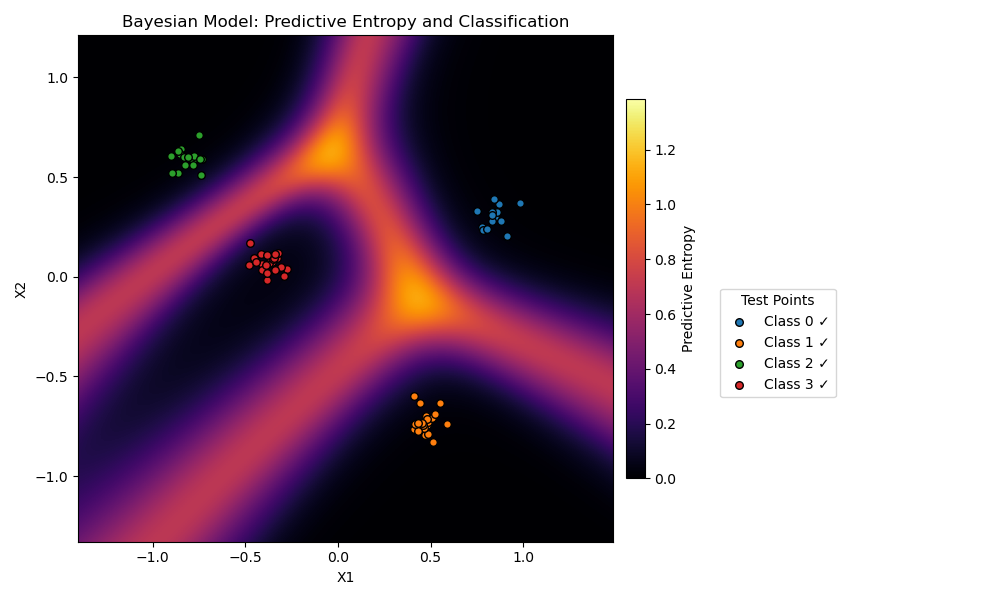 Bayesian Model: Predictive Entropy and Classification
X2
1.0
0.5
0.0
−0.5
−1.0
−1.0
−0.5
0.0
0.5
1.0
X1
1.2
1.0
0.8
0.6
0.4
0.2
0.0
Predictive Entropy
Test Points
Class 0 ✓
Class 1 ✓
Class 2 ✓
Class 3 ✓